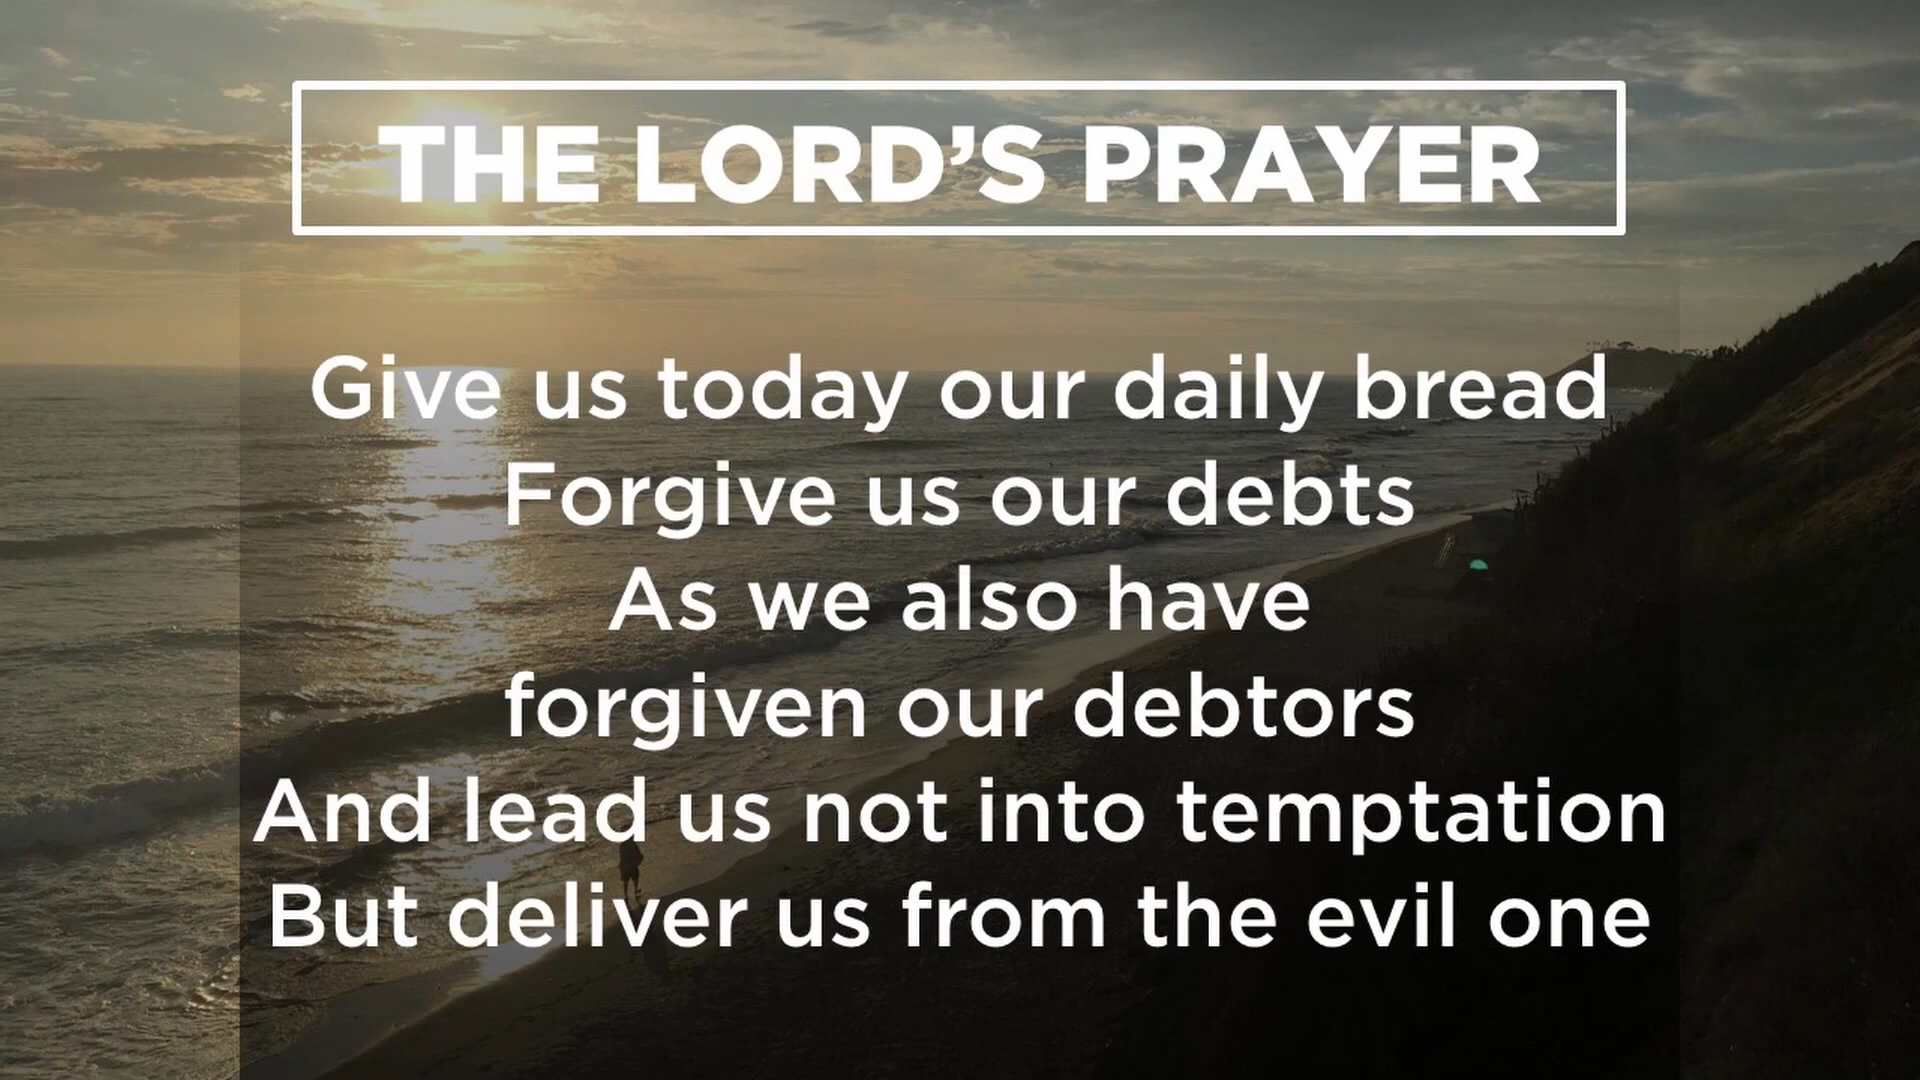 THE LORD’S PRAYER
Give us today our daily bread
Forgive us our debts
As we also have
forgiven our debtors
And lead us not into temptation
But deliver us from the evil one